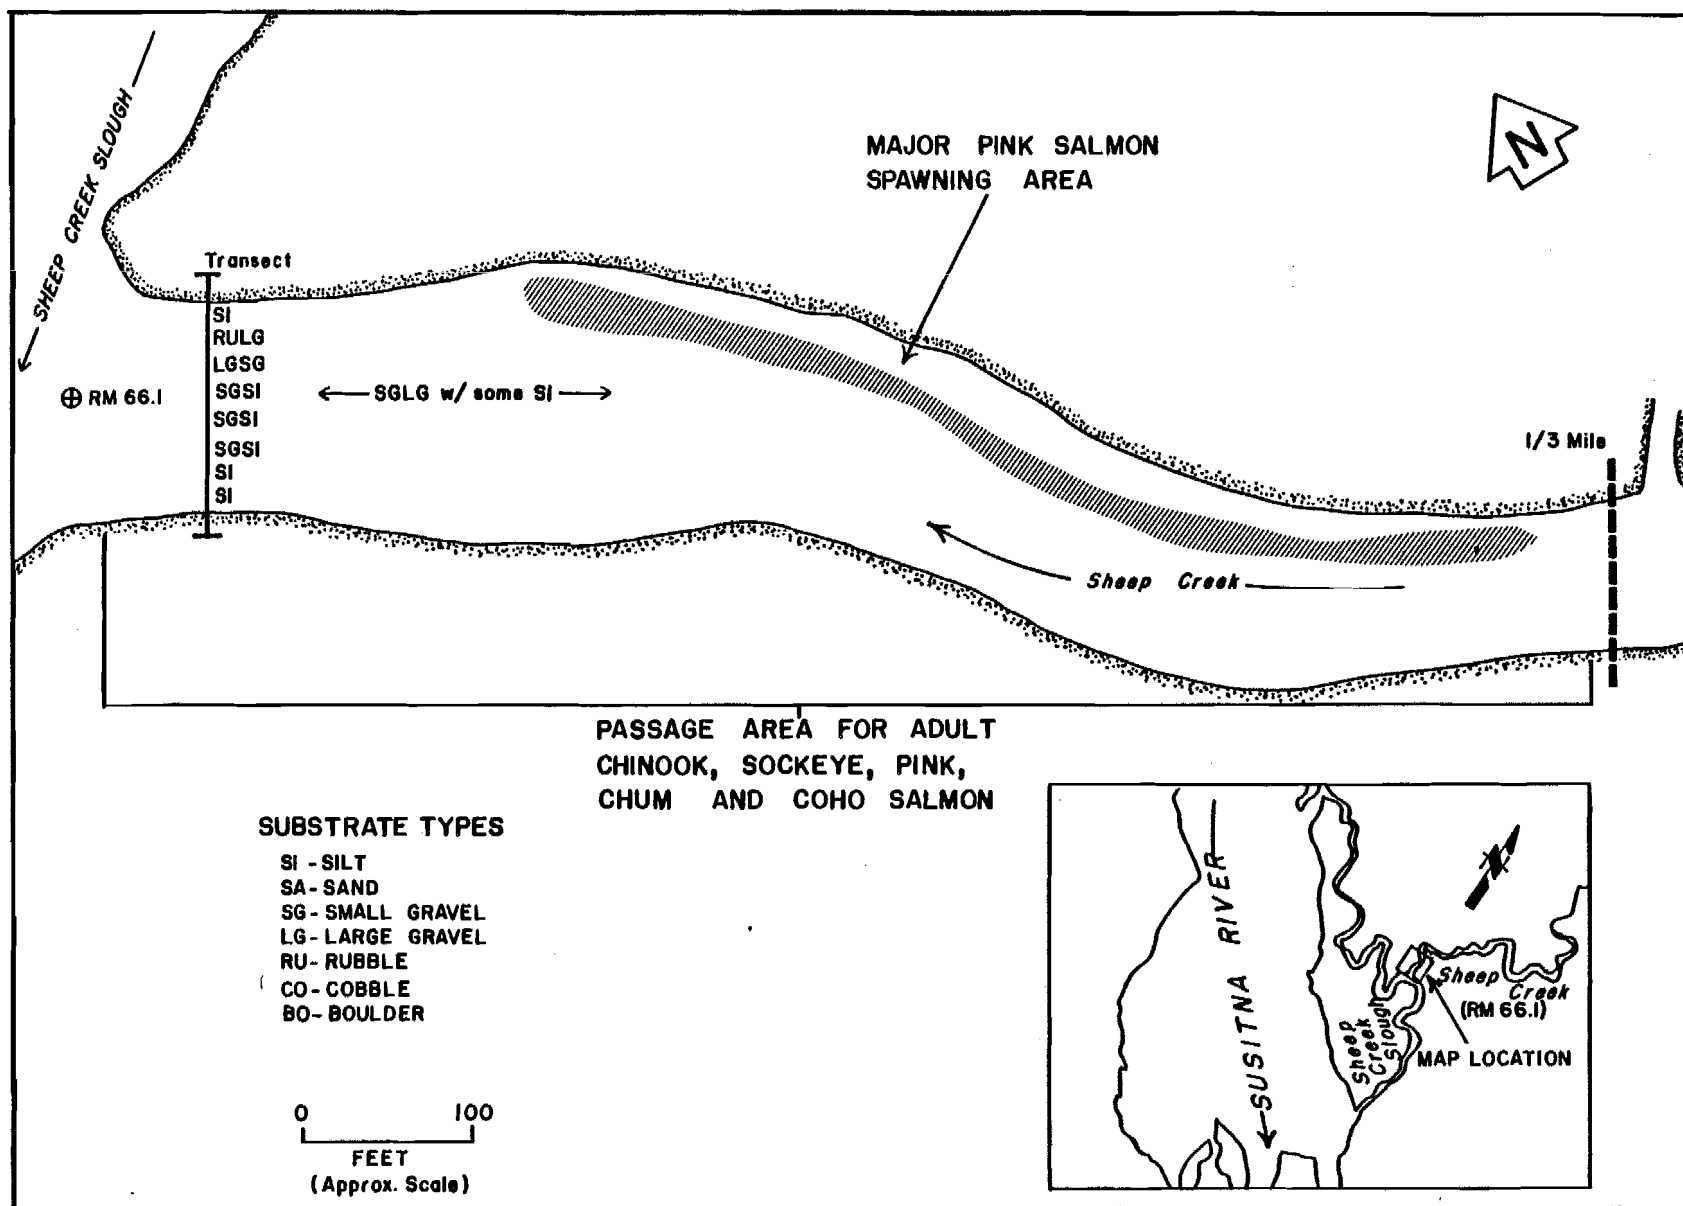 SHEEP CREEK SLOUGH
N
MAJOR PINK SALMON
SPAWNING AREA
Transect
SI
RULG
LGSG
SGSI
SGSI
SGSI
SI
SI
RM 66.1
SGLG w/ some SI
1/3 Mile
Sheep Creek
PASSAGE AREA FOR ADULT
CHINOOK, SOCKEYE, PINK,
CHUM AND COHO SALMON
SUBSTRATE TYPES
SI - SILT
SA - SAND
SG - SMALL GRAVEL
LG - LARGE GRAVEL
RU - RUBBLE
CO - COBBLE
BO - BOULDER
0 100
FEET
(Approx. Scale)
SUSITNA RIVER
Sheep
Creek
Slough
Sheep
Creek
(RM 66.1)
MAP LOCATION